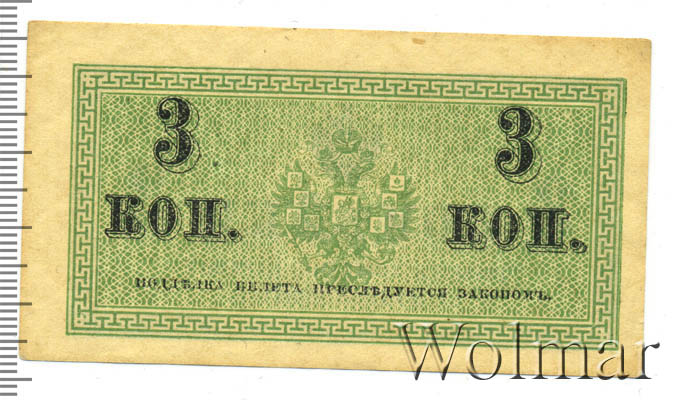 3 3
КОП. КОП.
ПОДДѢЛКА БИЛЕТА ПРЕСЛѢДУЕТСЯ ЗАКОНОМЪ.
Wolmar